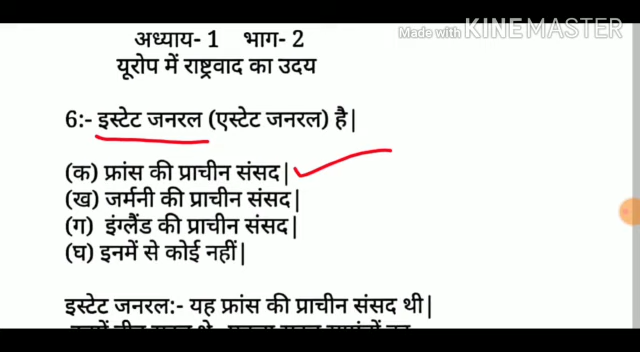 Made with KINEMASTER
अध्याय- 1 भाग- 2
यूरोप में राष्ट्रवाद का उदय
6:- इस्टेट जनरल (एस्टेट जनरल) है|
(क) फ्रांस की प्राचीन संसद|
(ख) जर्मनी की प्राचीन संसद|
(ग) इंग्लैंड की प्राचीन संसद|
(घ) इनमें से कोई नहीं|
इस्टेट जनरल:- यह फ्रांस की प्राचीन संसद थी|